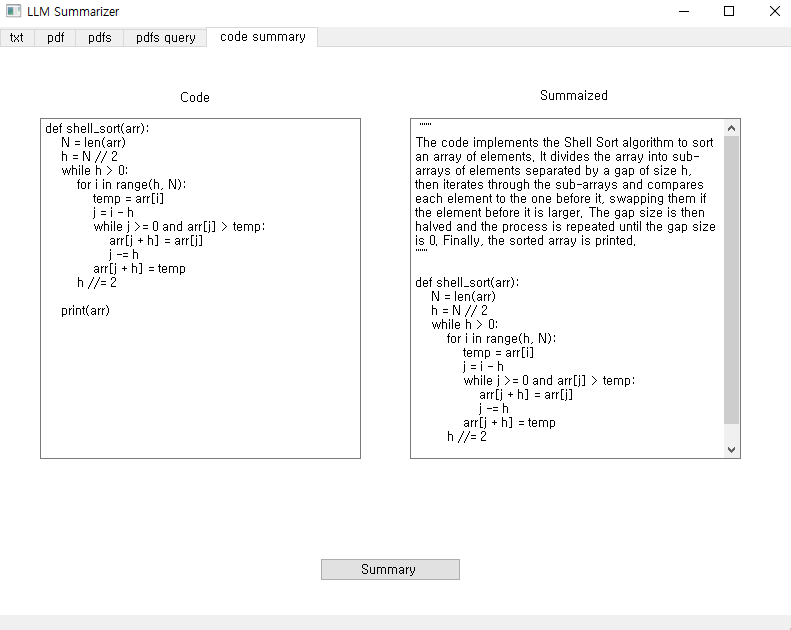 LLM Summarizer
txt
pdf
pdfs
pdfs query
code summary
Code
def shell_sort(arr):
    N = len(arr)
    h = N // 2
    while h > 0:
        for i in range(h, N):
            temp = arr[i]
            j = i - h
            while j >= 0 and arr[j] > temp:
                arr[j + h] = arr[j]
                j -= h
            arr[j + h] = temp
        h //= 2

    print(arr)
Summaized
"""
The code implements the Shell Sort algorithm to sort
an array of elements. It divides the array into sub-
arrays of elements separated by a gap of size h,
then iterates through the sub-arrays and compares
each element to the one before it, swapping them if
the element before it is larger. The gap size is then
halved and the process is repeated until the gap size
is 0. Finally, the sorted array is printed.
"""

def shell_sort(arr):
    N = len(arr)
    h = N // 2
    while h > 0:
        for i in range(h, N):
            temp = arr[i]
            j = i - h
            while j >= 0 and arr[j] > temp:
                arr[j + h] = arr[j]
                j -= h
            arr[j + h] = temp
        h //= 2
Summary